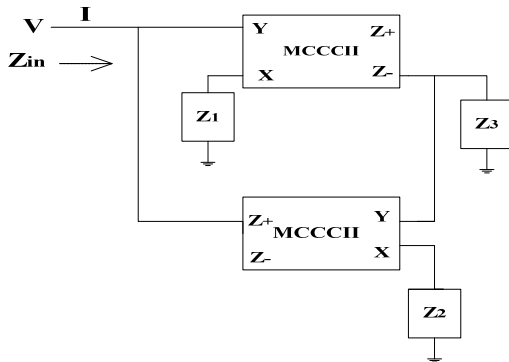 V I
Zin
Y MCCCII Z+
X Z-
Z1
Z3
Z+ MCCCII Y
Z- X
Z2